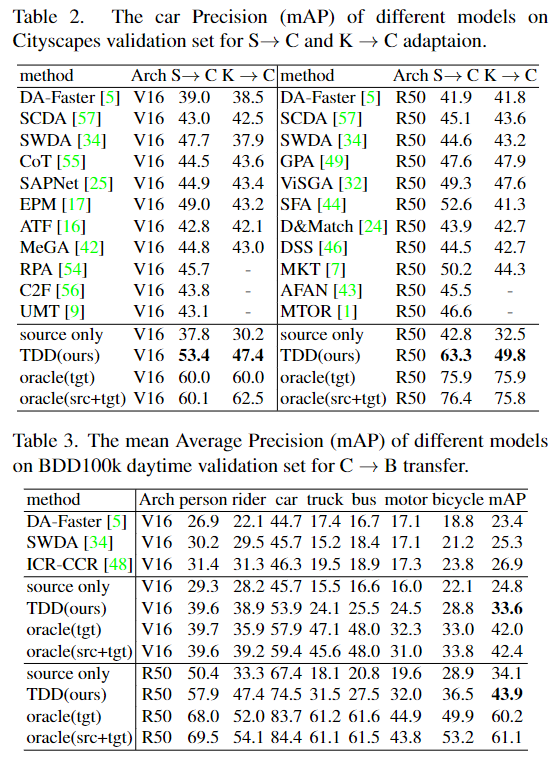 Table 2. The car Precision (mAP) of different models on
Cityscapes validation set for S→ C and K → C adaptaion.
method Arch S→ C K → C method Arch S→ C K → C
DA-Faster [5] V16 39.0 38.5 DA-Faster [5] R50 41.9 41.8
SCDA [57] V16 43.0 42.5 SCDA [57] R50 45.1 43.6
SWDA [34] V16 47.7 37.9 SWDA [34] R50 44.6 43.2
CoT [55] V16 44.5 43.6 GPA [49] R50 47.6 47.9
SAPNet [25] V16 44.9 43.4 ViSGA [32] R50 49.3 47.6
EPM [17] V16 49.0 43.2 SFA [44] R50 52.6 41.3
ATF [16] V16 42.8 42.1 D&Match [24] R50 43.9 42.7
MeGA [42] V16 44.8 43.0 DSS [46] R50 44.5 42.7
RPA [54] V16 45.7 - MKT [7] R50 50.2 44.3
C2F [56] V16 43.8 - AFAN [43] R50 45.5 -
UMT [9] V16 43.1 - MTOR [1] R50 46.6 -
source only V16 37.8 30.2 source only R50 42.8 32.5
TDD(ours) V16 53.4 47.4 TDD(ours) R50 63.3 49.8
oracle(tgt) V16 60.0 60.0 oracle(tgt) R50 75.9 75.9
oracle(src+tgt) V16 60.1 62.5 oracle(src+tgt) R50 76.4 75.8
Table 3. The mean Average Precision (mAP) of different models
on BDD100k daytime validation set for C → B transfer.
method Arch person rider car truck bus motor bicycle mAP
DA-Faster [5] V16 26.9 22.1 44.7 17.4 16.7 17.1 18.8 23.4
SWDA [34] V16 30.2 29.5 45.7 15.2 18.4 17.1 21.2 25.3
ICR-CCR [48] V16 31.4 31.3 46.3 19.5 18.9 17.3 23.8 26.9
source only V16 29.3 28.2 45.7 15.5 16.6 16.0 22.1 24.8
TDD(ours) V16 39.6 38.9 53.9 24.1 25.5 24.5 28.8 33.6
oracle(tgt) V16 39.7 35.9 57.9 47.1 48.0 32.3 33.0 42.0
oracle(src+tgt) V16 39.6 39.2 59.4 45.6 48.0 31.0 33.8 42.4
source only R50 50.4 33.3 67.4 18.1 20.8 19.6 28.9 34.1
TDD(ours) R50 57.9 47.4 74.5 31.5 27.5 32.0 36.5 43.9
oracle(tgt) R50 68.0 52.0 83.7 61.2 61.6 44.9 49.9 60.2
oracle(src+tgt) R50 69.5 54.1 84.4 61.1 61.5 43.8 53.2 61.1